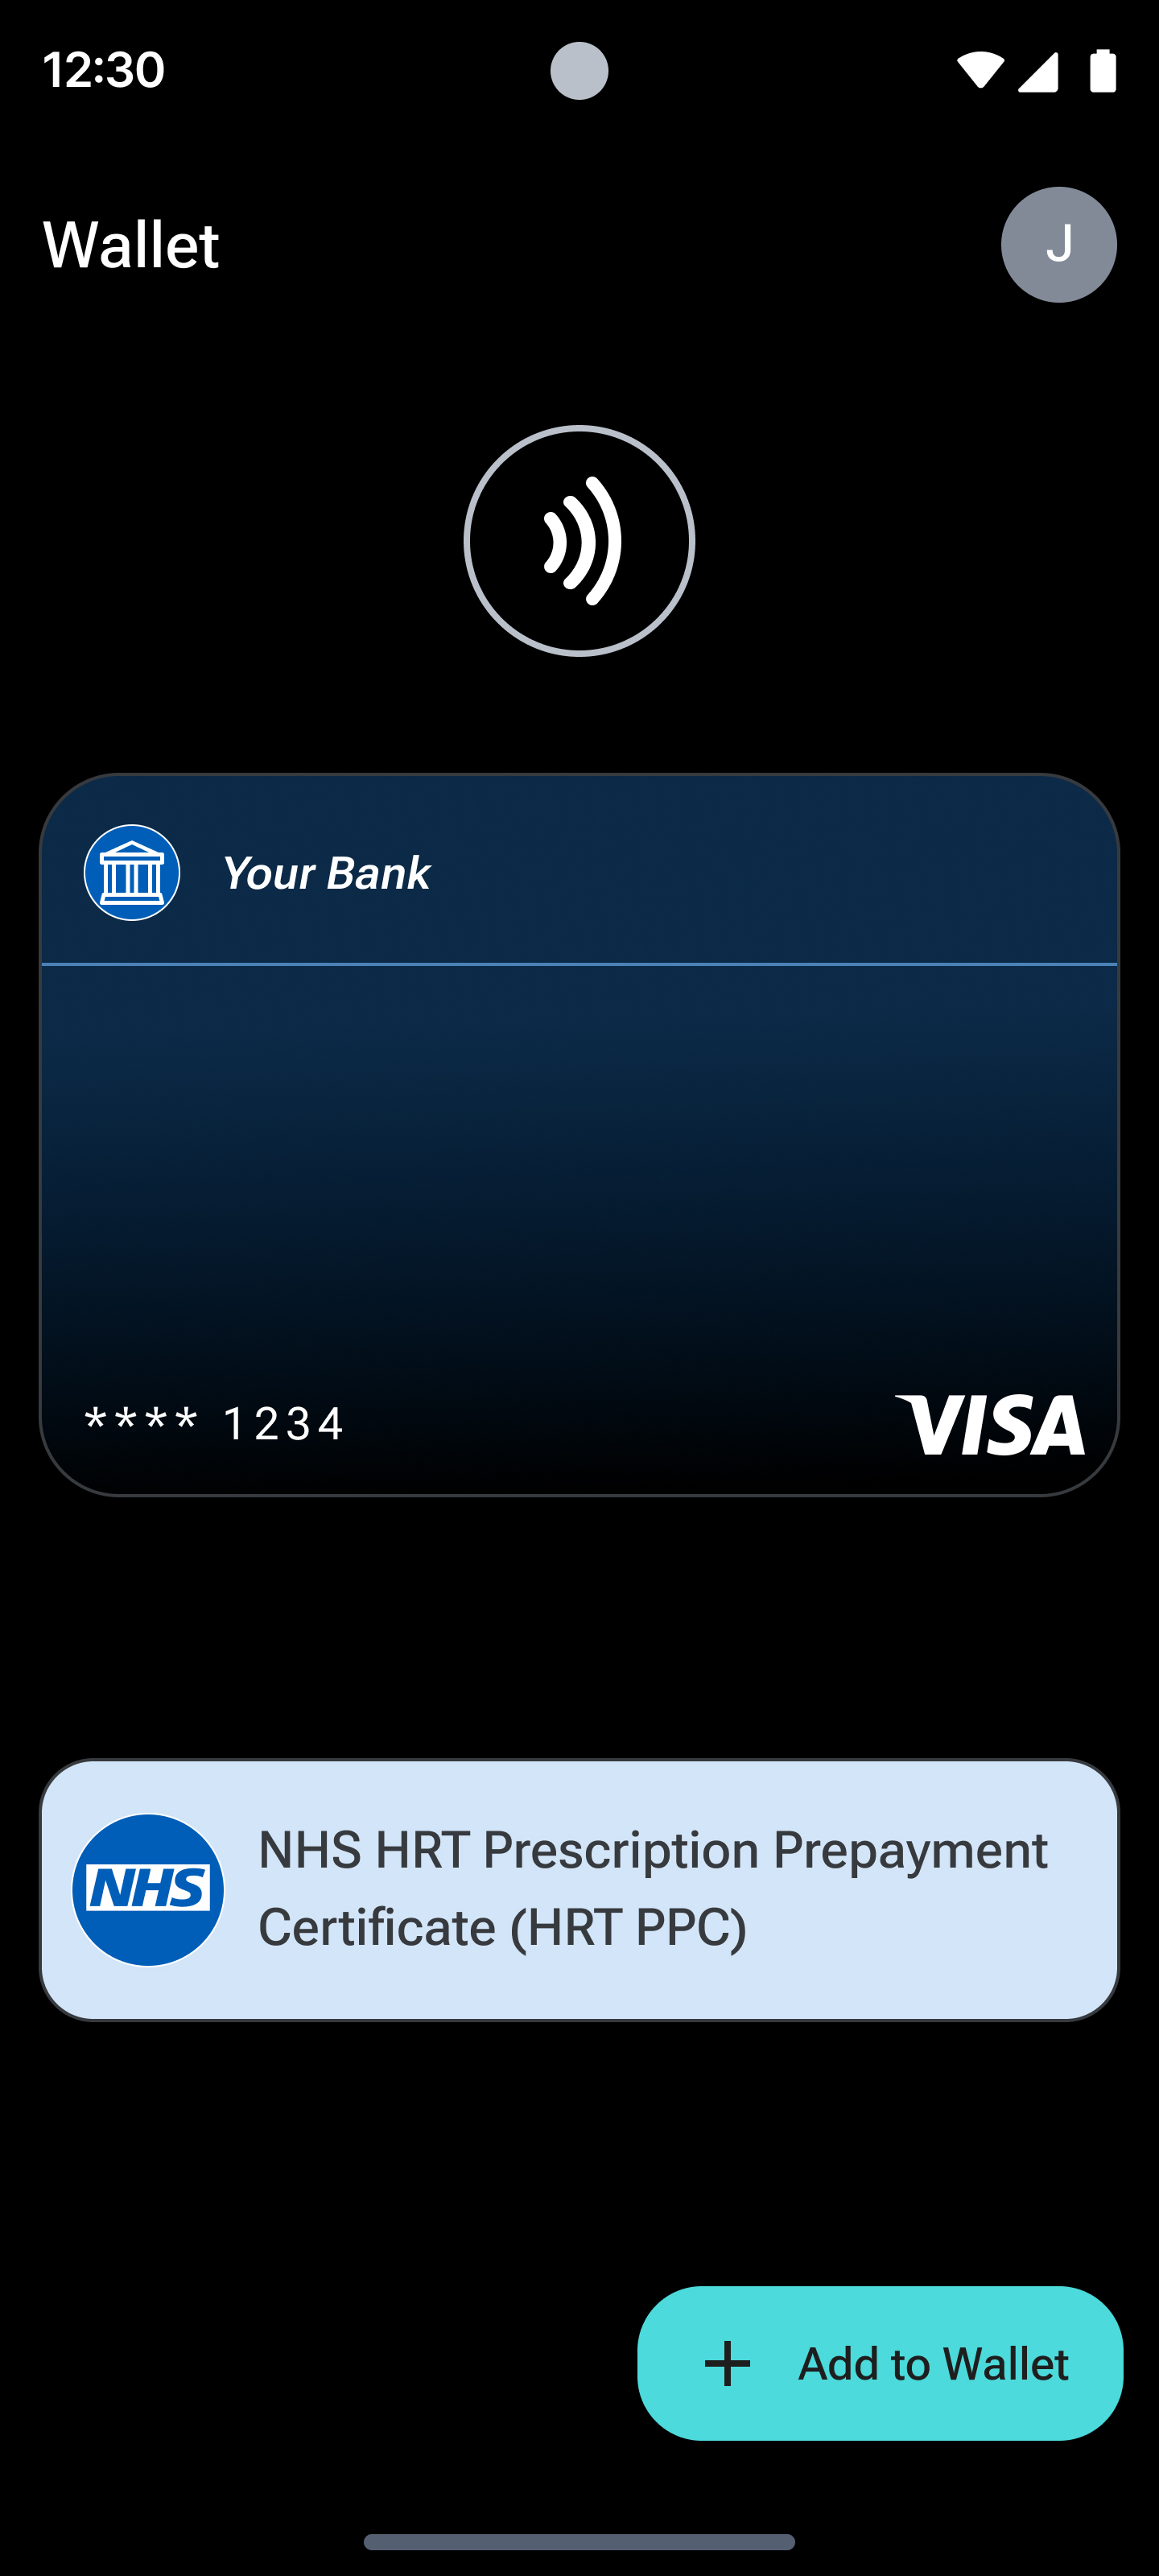 12:30
Wallet
J
Your Bank
**** 1234
VISA
NHS
NHS HRT Prescription Prepayment
Certificate (HRT PPC)
+ Add to Wallet